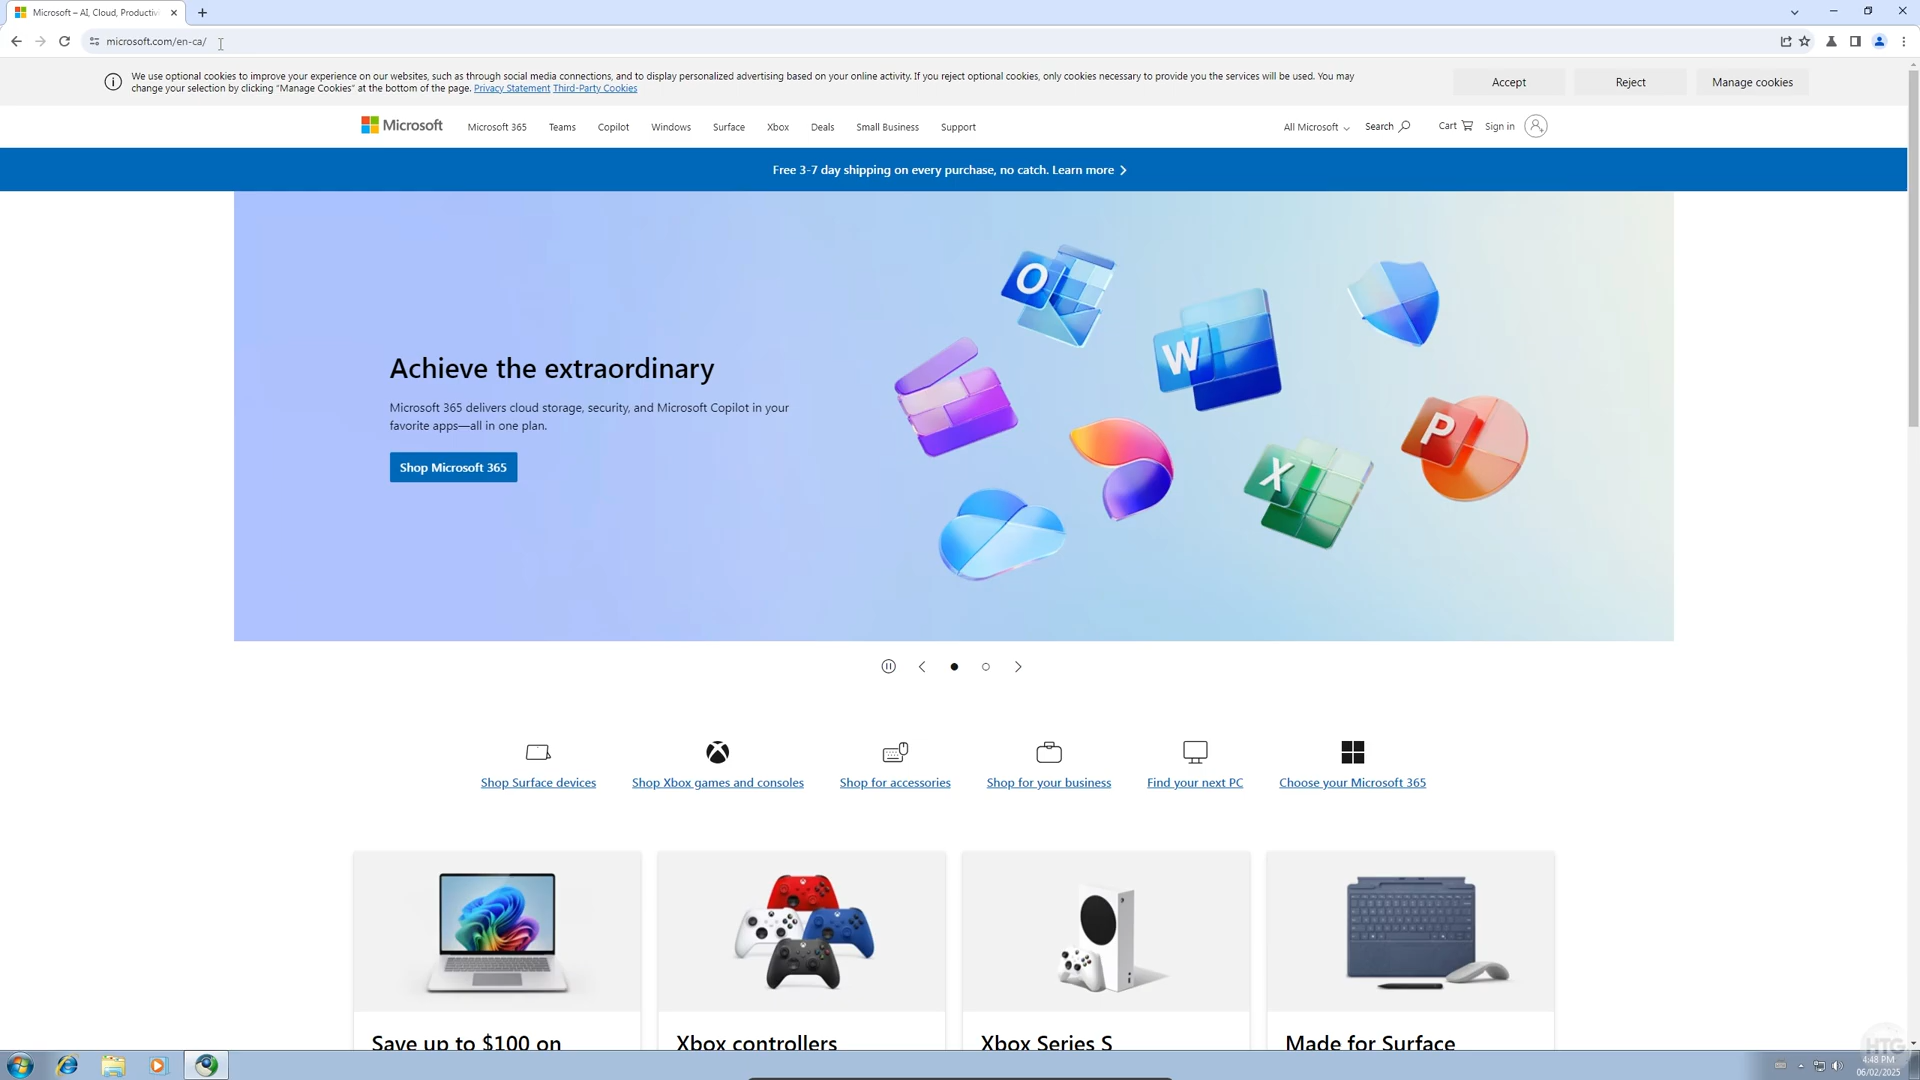 Microsoft – AI, Cloud, Productivi
microsoft.com/en-ca/
We use optional cookies to improve your experience on our websites, such as through social media connections, and to display personalized advertising based on your online activity. If you reject optional cookies, only cookies necessary to provide you the services will be used. You may
change your selection by clicking “Manage Cookies” at the bottom of the page. Privacy Statement Third-Party Cookies
Accept
Reject
Manage cookies
Microsoft
Microsoft 365
Teams
Copilot
Windows
Surface
Xbox
Deals
Small Business
Support
All Microsoft
Search
Cart
Sign in
Free 3-7 day shipping on every purchase, no catch. Learn more
Achieve the extraordinary
Microsoft 365 delivers cloud storage, security, and Microsoft Copilot in your
favorite apps—all in one plan.
Shop Microsoft 365
O
W
X
P
Shop Surface devices
Shop Xbox games and consoles
Shop for accessories
Shop for your business
Find your next PC
Choose your Microsoft 365
Save up to $100 on
Xbox controllers
Xbox Series S
Made for Surface
HTG
4:48 PM
06/02/2025